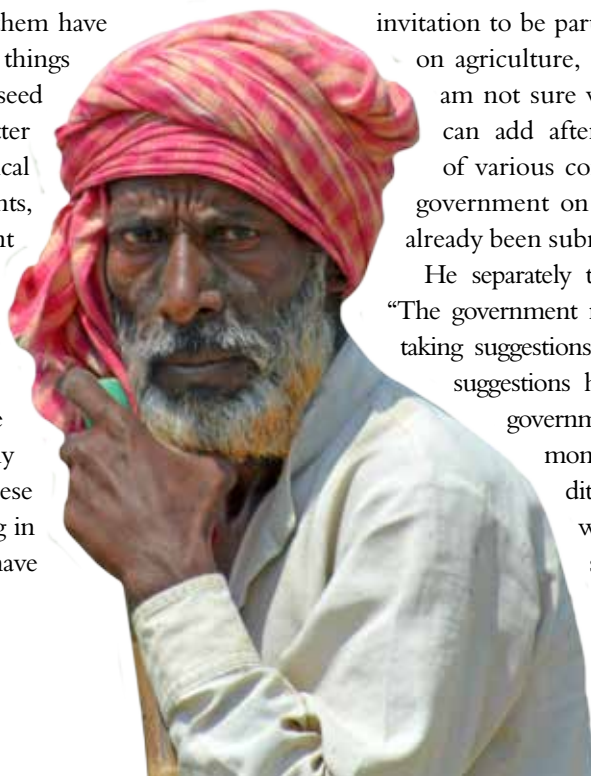 hem have
things
seed
ter
cal
nts,
nt
e
y
ese
g in
have
invitation to be part
on agriculture,
am not sure
can add after
of various co
government on
already been sub
He separately t
“The government
taking suggestions
suggestions h
governm
mon
dit
w